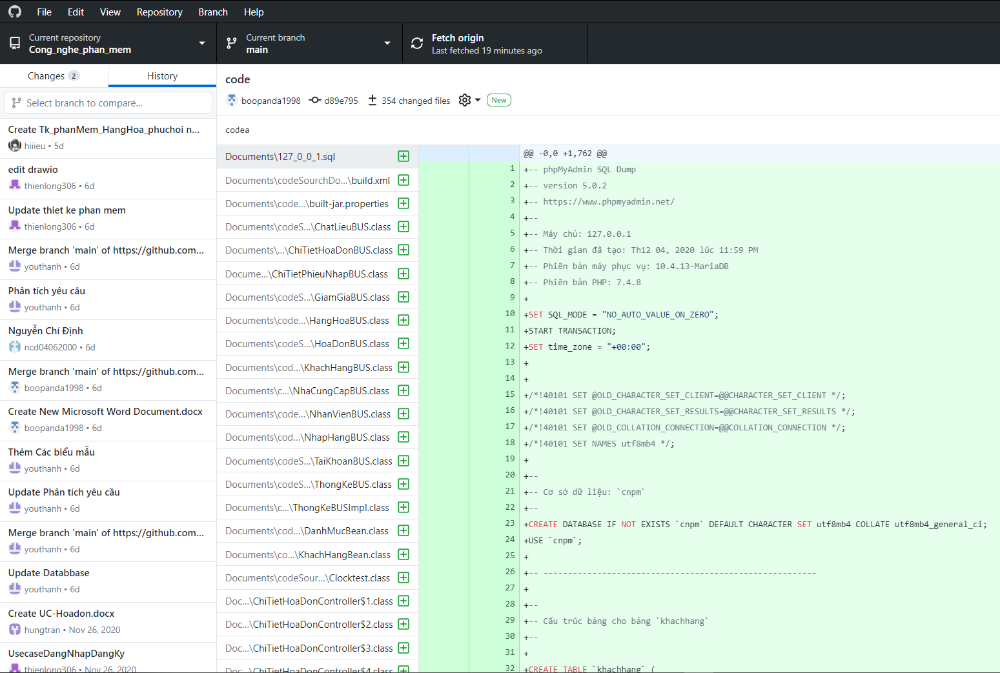 File Edit View Repository Branch Help
Current repository
Cong_nghe_phan_mem
Current branch
main
Fetch origin
Last fetched 19 minutes ago
Changes 2
History
Select branch to compare...
Create Tk_phanMem_HangHoa_phuchoi n...
hiiieu • 5d
edit drawio
thienlong306 • 6d
Update thiet ke phan mem
thienlong306 • 6d
Merge branch 'main' of https://github.com...
youthanh • 6d
Phân tích yêu câu
youthanh • 6d
Nguyễn Chí Định
ncd04062000 • 6d
Merge branch 'main' of https://github.com...
boopanda1998 • 6d
Create New Microsoft Word Document.docx
boopanda1998 • 6d
Thêm Các biểu mẫu
youthanh • 6d
Update Phân tích yêu cầu
youthanh • 6d
Merge branch 'main' of https://github.com...
youthanh • 6d
Update Databbase
youthanh • 6d
Create UC-Hoadon.docx
hungtran • Nov 26, 2020
UsecaseDangNhapDangKy
thienlong306 • Nov 26, 2020
code
boopanda1998 d89e795 354 changed files New
codea
Documents\127_0_0_1.sql
Documents\codeSourchDo...\build.xml
Documents\code...\built-jar.properties
Documents\codeS...\ChatLieuBUS.class
Documents\...\ChiTietHoaDonBUS.class
Docume...\ChiTietPhieuNhapBUS.class
Documents\codeS...\GiamGiaBUS.class
Documents\code...\HangHoaBUS.class
Documents\codeS...\HoaDonBUS.class
Documents\cod...\KhachHangBUS.class
Documents\c...\NhaCungCapBUS.class
Documents\code...\NhanVienBUS.class
Documents\cod...\NhapHangBUS.class
Documents\codeS...\TaiKhoanBUS.class
Documents\codeS...\ThongKeBUS.class
Documents\c...\ThongKeBUSImpl.class
Documents\cod...\DanhMucBean.class
Documents\co...\KhachHangBean.class
Documents\codeSour...\Clocktest.class
Doc...\ChiTietHoaDonController$1.class
Doc...\ChiTietHoaDonController$2.class
Doc...\ChiTietHoaDonController$3.class
Doc...\ChiTietHoaDonController$4.class
@@ -0,0 +1,762 @@
1 +-- phpMyAdmin SQL Dump
2 +-- version 5.0.2
3 +-- https://www.phpmyadmin.net/
4 +--
5 +-- Máy chủ: 127.0.0.1
6 +-- Thời gian đã tạo: Th12 04, 2020 lúc 11:59 PM
7 +-- Phiên bản máy phục vụ: 10.4.13-MariaDB
8 +-- Phiên bản PHP: 7.4.8
9 +
10 +SET SQL_MODE = "NO_AUTO_VALUE_ON_ZERO";
11 +START TRANSACTION;
12 +SET time_zone = "+00:00";
13 +
14 +
15 +/*!40101 SET @OLD_CHARACTER_SET_CLIENT=@@CHARACTER_SET_CLIENT */;
16 +/*!40101 SET @OLD_CHARACTER_SET_RESULTS=@@CHARACTER_SET_RESULTS */;
17 +/*!40101 SET @OLD_COLLATION_CONNECTION=@@COLLATION_CONNECTION */;
18 +/*!40101 SET NAMES utf8mb4 */;
19 +
20 +--
21 +-- Cơ sở dữ liệu: `cnpm`
22 +--
23 +CREATE DATABASE IF NOT EXISTS `cnpm` DEFAULT CHARACTER SET utf8mb4 COLLATE utf8mb4_general_ci;
24 +USE `cnpm`;
25 +
26 +-- --------------------------------------------------------
27 +
28 +--
29 +-- Cấu trúc bảng cho bảng `khachhang`
30 +--
31 +
32 +CREATE TABLE `khachhang` (